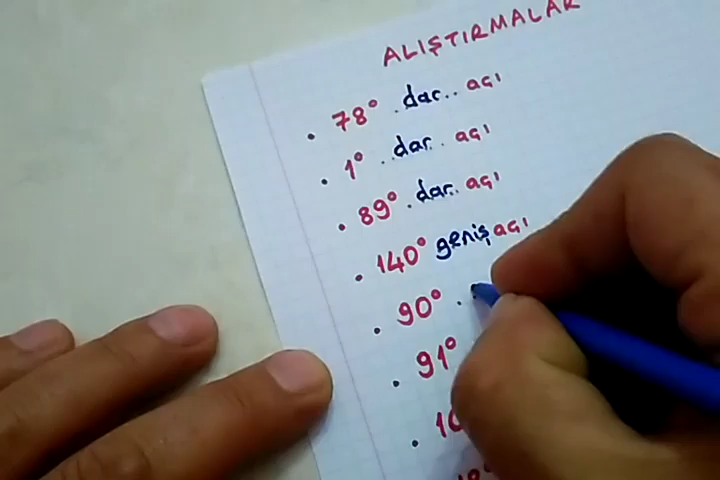 ALIŞTIRMALAR
• 78° .dar.. açı
• 1° ..dar.. açı
• 89° .dar.. açı
• 140° geniş açı
• 90° .
• 91°
•